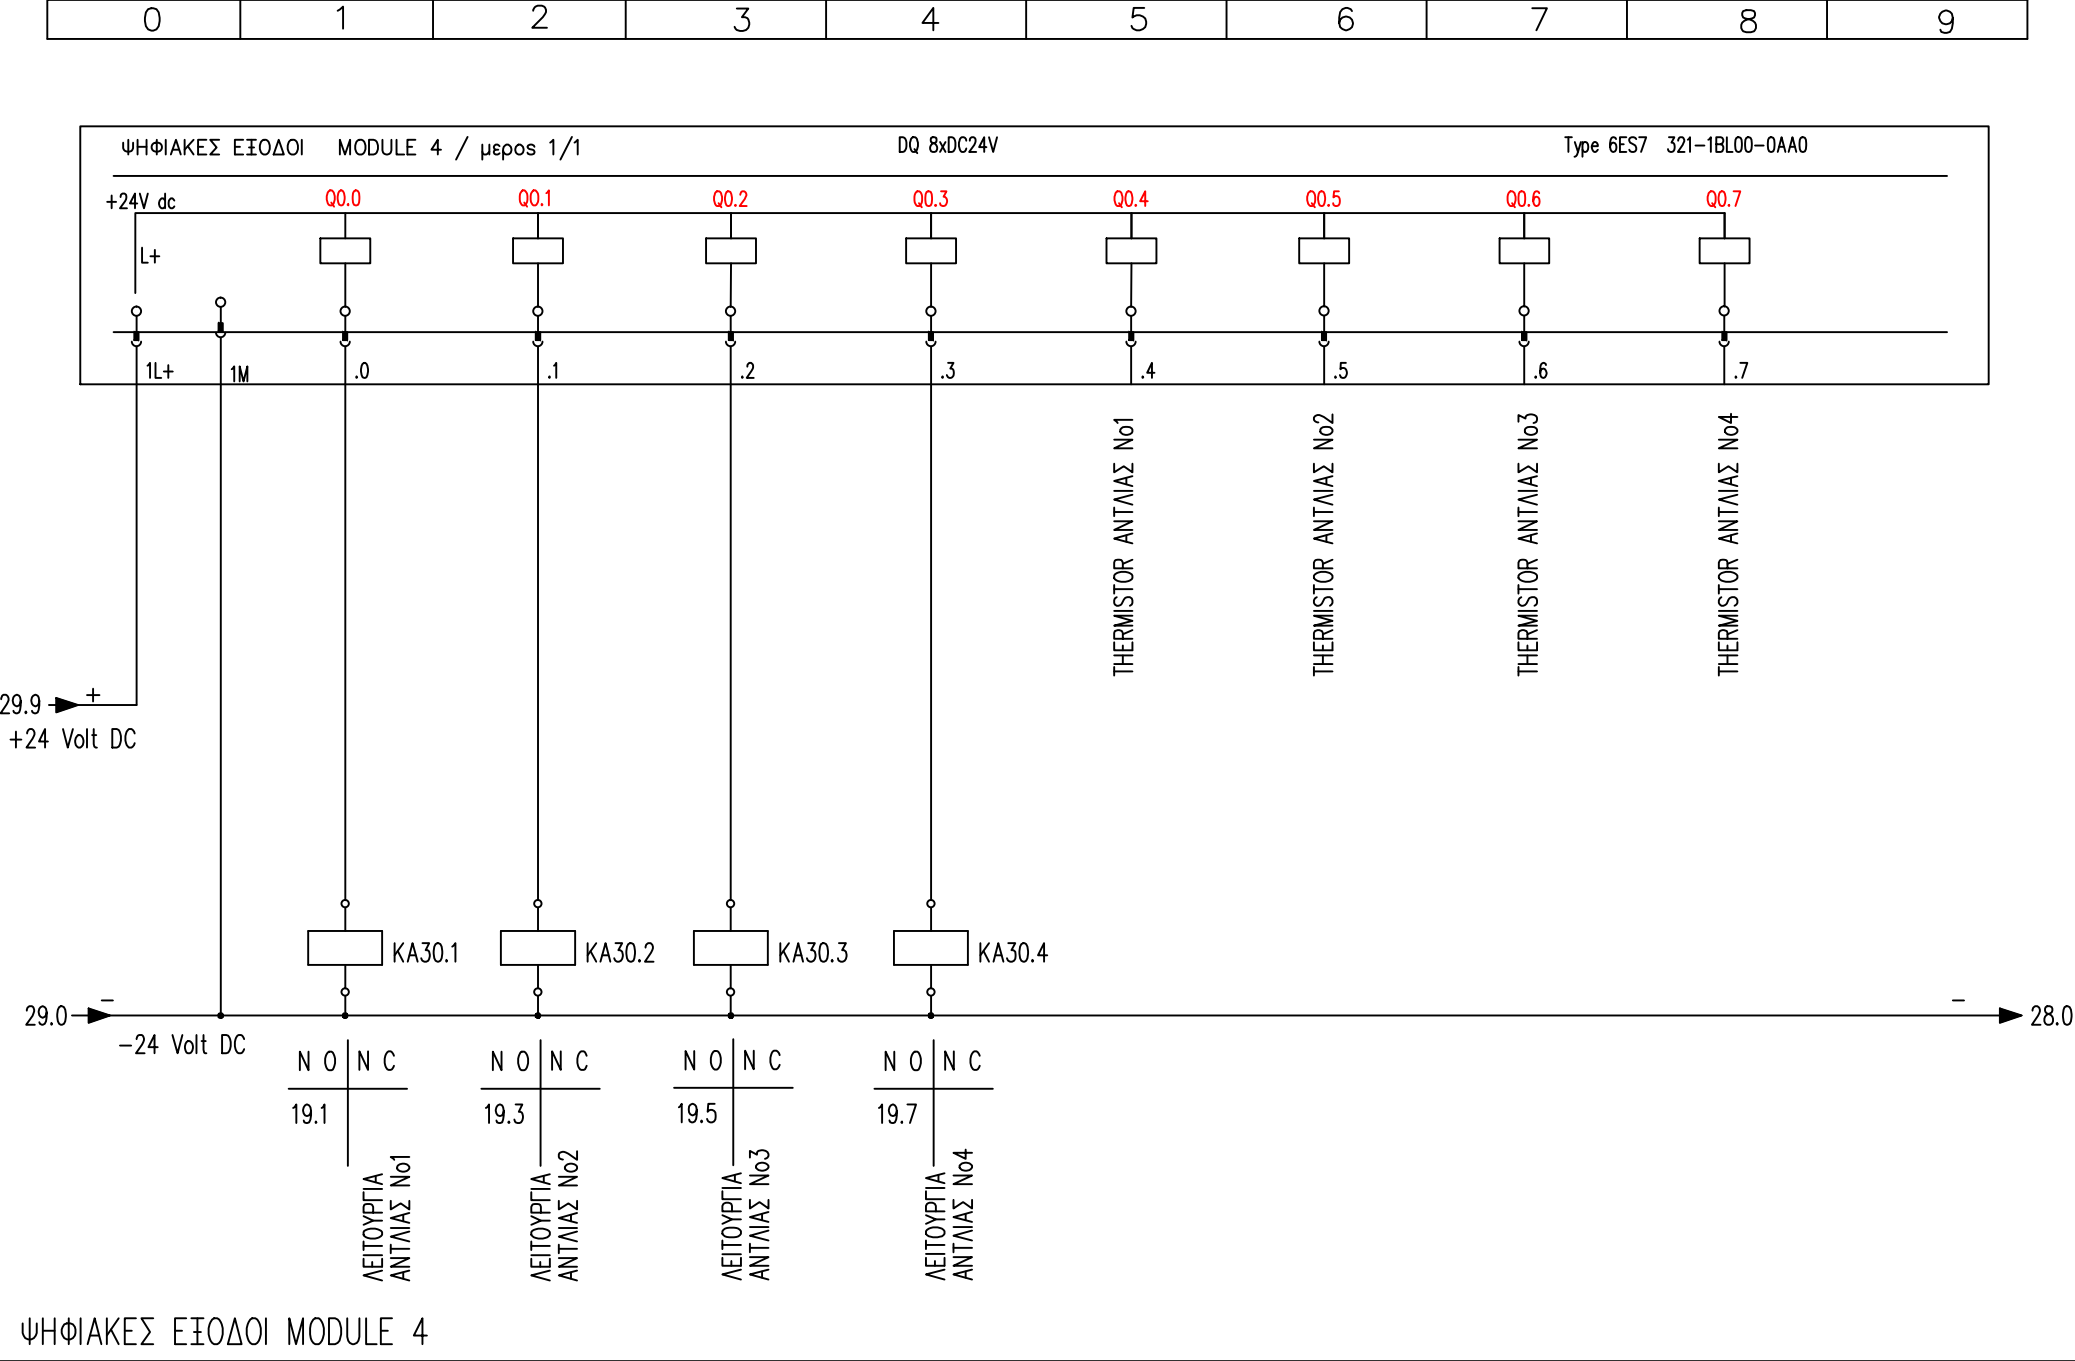 0 1 2 3 4 5 6 7 8 9
ΨΗΦΙΑΚΕΣ ΕΞΟΔΟΙ MODULE 4 / μερος 1/1 DQ 8xDC24V Type 6ES7 321-1BL00-0AA0
+24V dc Q0.0 Q0.1 Q0.2 Q0.3 Q0.4 Q0.5 Q0.6 Q0.7
L+
1L+ 1M .0 .1 .2 .3 .4 .5 .6 .7
THERMISTOR ΑΝΤΛΙΑΣ No1
THERMISTOR ΑΝΤΛΙΑΣ No2
THERMISTOR ΑΝΤΛΙΑΣ No3
THERMISTOR ΑΝΤΛΙΑΣ No4
29.9 +
+24 Volt DC
KA30.1 KA30.2 KA30.3 KA30.4
29.0 - - 28.0
-24 Volt DC
N O N C N O N C N O N C N O N C
19.1 19.3 19.5 19.7
ΛΕΙΤΟΥΡΓΙΑ
ΑΝΤΛΙΑΣ No1
ΛΕΙΤΟΥΡΓΙΑ
ΑΝΤΛΙΑΣ No2
ΛΕΙΤΟΥΡΓΙΑ
ΑΝΤΛΙΑΣ No3
ΛΕΙΤΟΥΡΓΙΑ
ΑΝΤΛΙΑΣ No4
ΨΗΦΙΑΚΕΣ ΕΞΟΔΟΙ MODULE 4